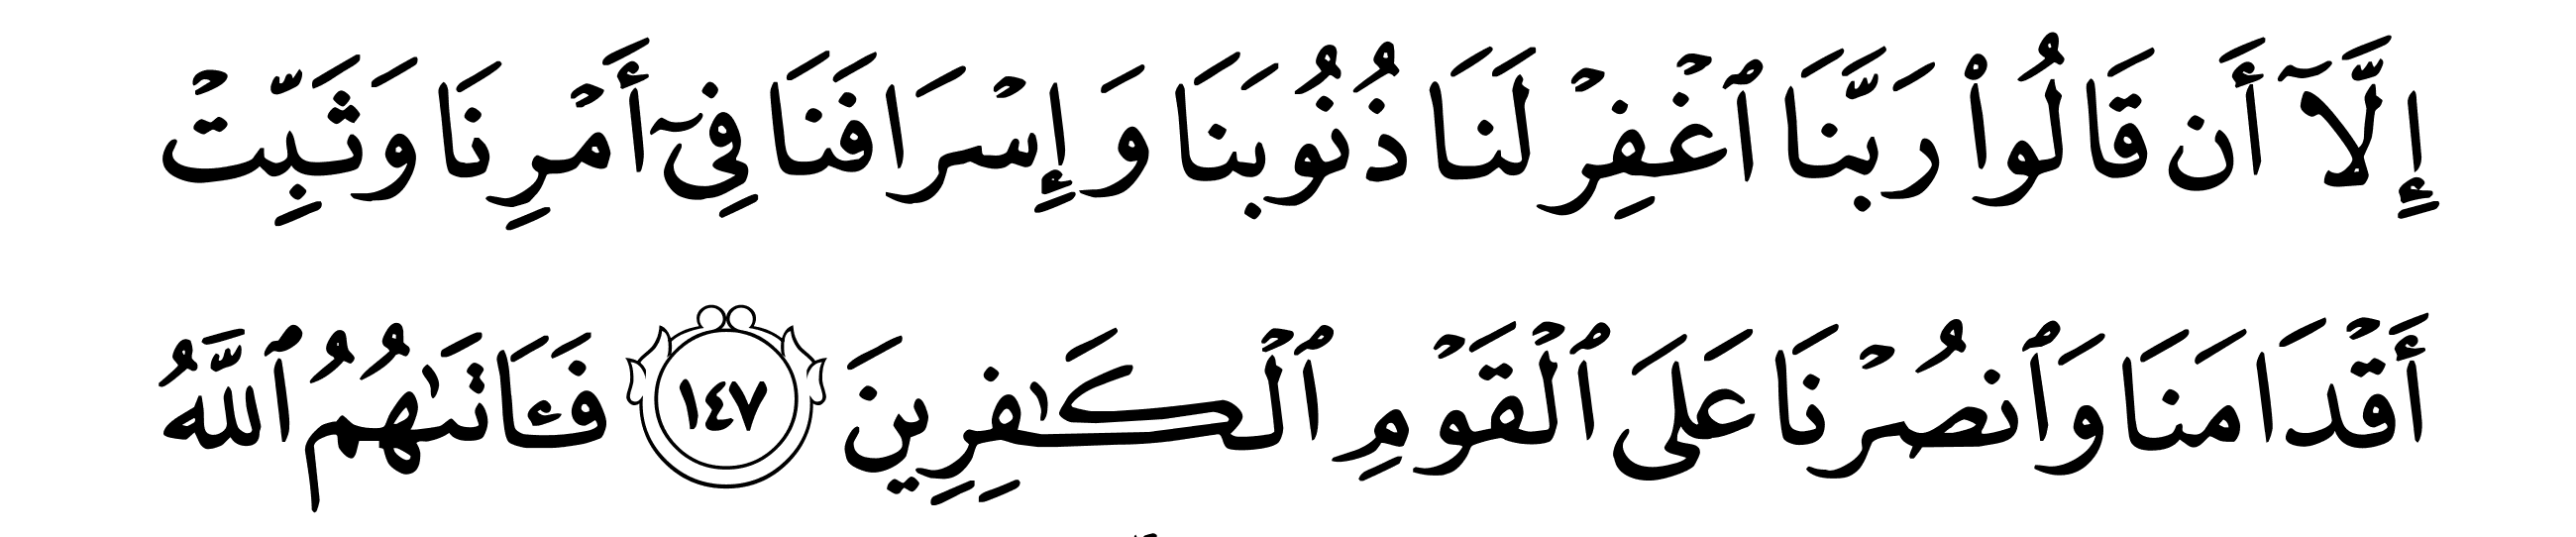 إِلَّآ أَن قَالُوا۟ رَبَّنَا ٱغْفِرْ لَنَا ذُنُوبَنَا وَإِسْرَافَنَا فِىٓ أَمْرِنَا وَثَبِّتْ
أَقْدَامَنَا وَٱنصُرْنَا عَلَى ٱلْقَوْمِ ٱلْكَـٰفِرِينَ ١٤٧ فَـَٔاتَىٰهُمُ ٱللَّهُ